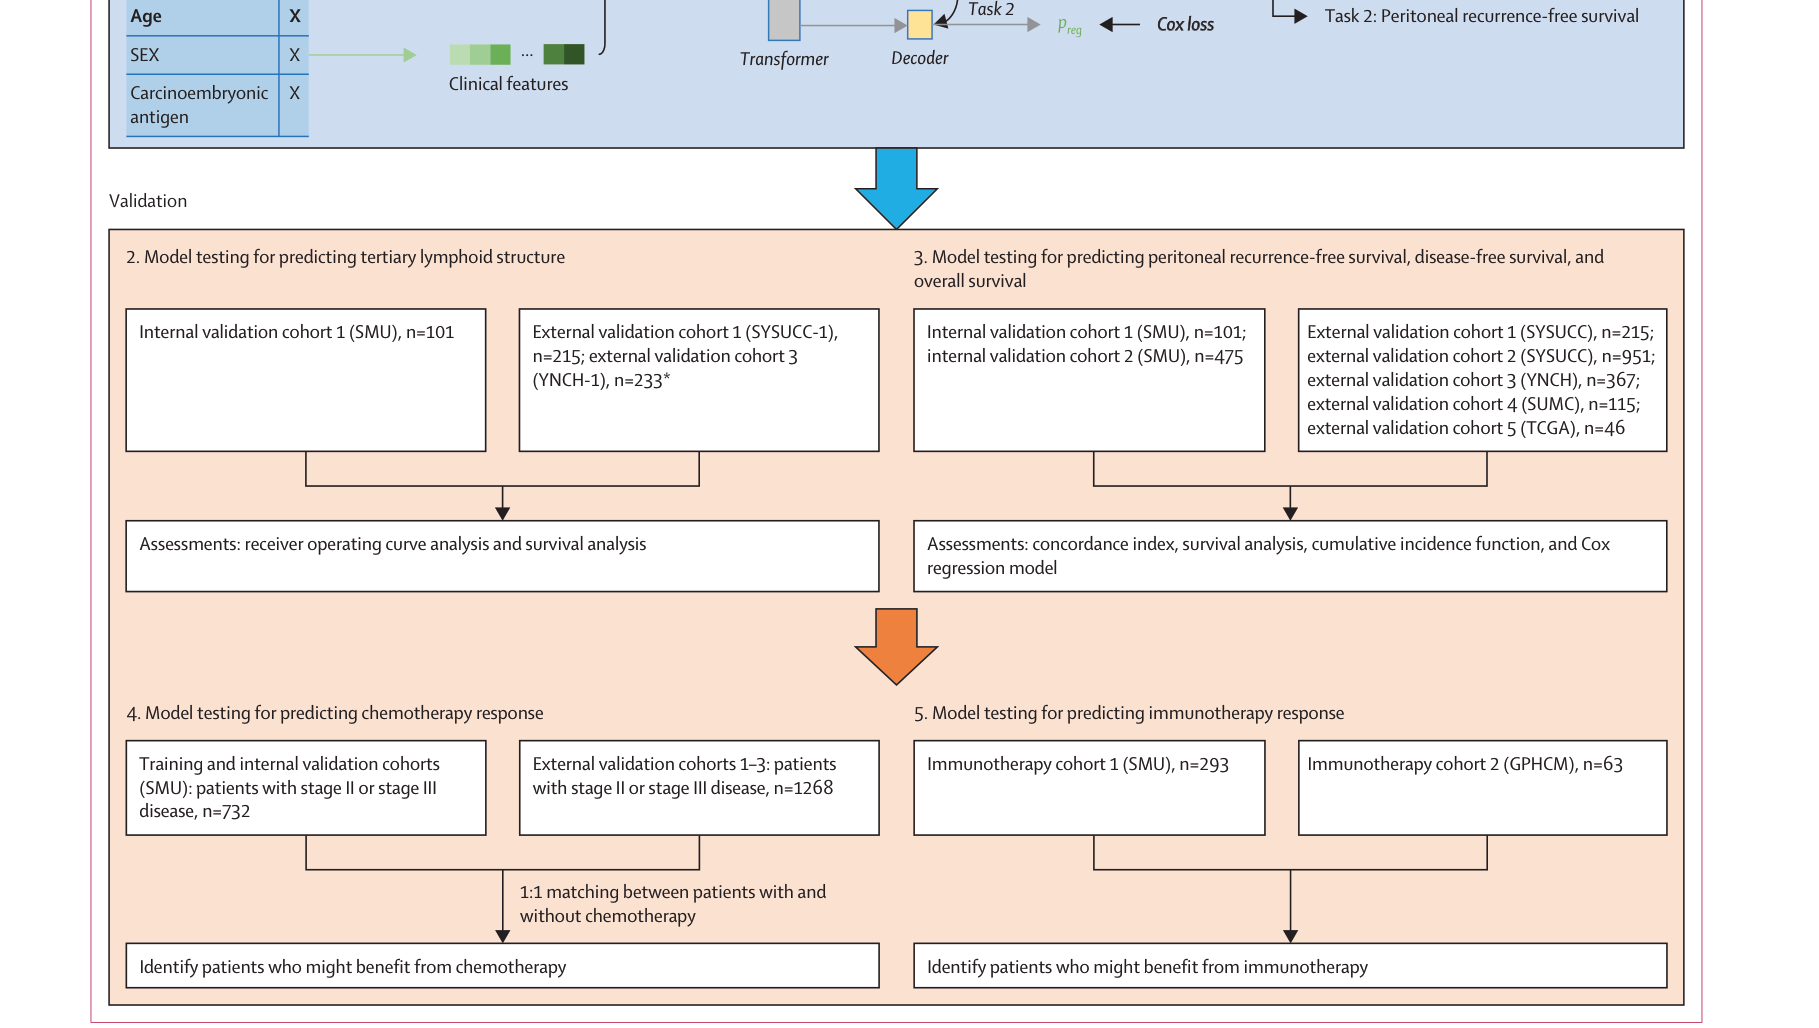 Age X
SEX X
Carcinoembryonic X
antigen
...
Clinical features
Transformer
Decoder
Task 2
preg
Cox loss
Task 2: Peritoneal recurrence-free survival
Validation
2. Model testing for predicting tertiary lymphoid structure
Internal validation cohort 1 (SMU), n=101
External validation cohort 1 (SYSUCC-1),
n=215; external validation cohort 3
(YNCH-1), n=233*
Assessments: receiver operating curve analysis and survival analysis
3. Model testing for predicting peritoneal recurrence-free survival, disease-free survival, and
overall survival
Internal validation cohort 1 (SMU), n=101;
internal validation cohort 2 (SMU), n=475
External validation cohort 1 (SYSUCC), n=215;
external validation cohort 2 (SYSUCC), n=951;
external validation cohort 3 (YNCH), n=367;
external validation cohort 4 (SUMC), n=115;
external validation cohort 5 (TCGA), n=46
Assessments: concordance index, survival analysis, cumulative incidence function, and Cox
regression model
4. Model testing for predicting chemotherapy response
Training and internal validation cohorts
(SMU): patients with stage II or stage III
disease, n=732
External validation cohorts 1–3: patients
with stage II or stage III disease, n=1268
1:1 matching between patients with and
without chemotherapy
Identify patients who might benefit from chemotherapy
5. Model testing for predicting immunotherapy response
Immunotherapy cohort 1 (SMU), n=293
Immunotherapy cohort 2 (GPHCM), n=63
Identify patients who might benefit from immunotherapy